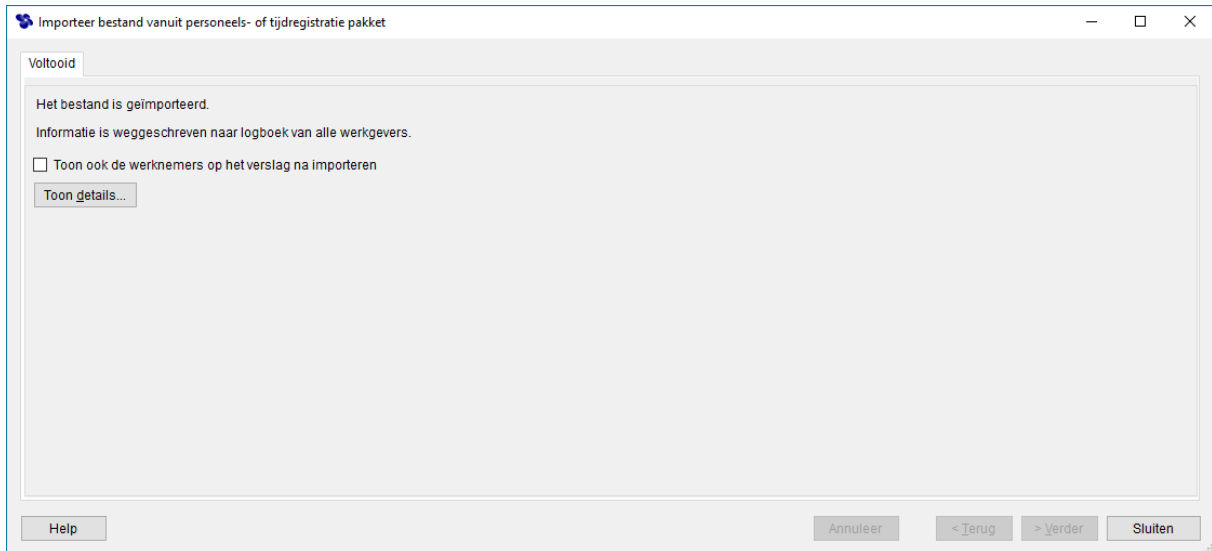 Importeer bestand vanuit personeels- of tijdregistratie pakket
Voltooid
Het bestand is geïmporteerd.
Informatie is weggeschreven naar logboek van alle werkgevers.
Toon ook de werknemers op het verslag na importeren
Toon details...
Help
Annuleer
< Terug
> Verder
Sluiten